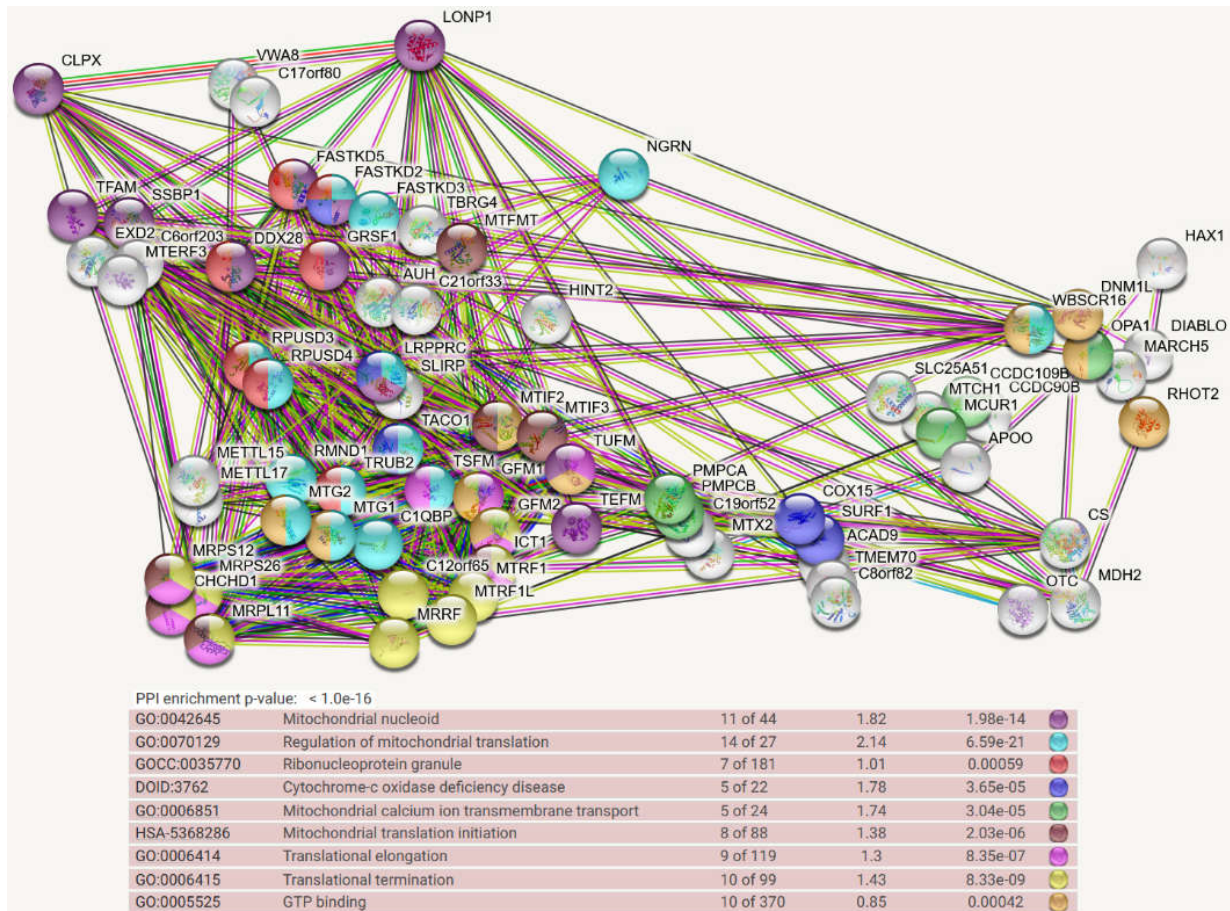 LONP1
CLPX
VWA8
C17orf80
NGRN
FASTKD5
FASTKD2
FASTKD3
TFAM
SSBP1
TBRG4
MTFMT
EXD2
C6orf203
DDX28
GRSF1
MTERF3
HAX1
AUH
C21orf33
HINT2
DNM1L
WBSCR16
OPA1
DIABLO
MARCH5
RPUSD3
RPUSD4
LRPPRC
SLIRP
SLC25A51
CCDC109B
MTCH1
CCDC90B
MCUR1
RHOT2
MTIF2
MTIF3
TACO1
TUFM
APOO
METTL15
RMND1
METTL17
TRUB2
TSFM
GFM1
PMPCA
PMPCB
MTG2
MTG1
C1QBP
GFM2
TEFM
C19orf52
COX15
SURF1
MTX2
ACAD9
CS
ICT1
MRPS12
MRPS26
C12orf65
MTRF1
TMEM70
C8orf82
CHCHD1
MTRF1L
OTC
MDH2
MRPL11
MRRF
PPI enrichment p-value: < 1.0e-16
GO:0042645 Mitochondrial nucleoid 11 of 44 1.82 1.98e-14
GO:0070129 Regulation of mitochondrial translation 14 of 27 2.14 6.59e-21
GOCC:0035770 Ribonucleoprotein granule 7 of 181 1.01 0.00059
DOID:3762 Cytochrome-c oxidase deficiency disease 5 of 22 1.78 3.65e-05
GO:0006851 Mitochondrial calcium ion transmembrane transport 5 of 24 1.74 3.04e-05
HSA-5368286 Mitochondrial translation initiation 8 of 88 1.38 2.03e-06
GO:0006414 Translational elongation 9 of 119 1.3 8.35e-07
GO:0006415 Translational termination 10 of 99 1.43 8.33e-09
GO:0005525 GTP binding 10 of 370 0.85 0.00042